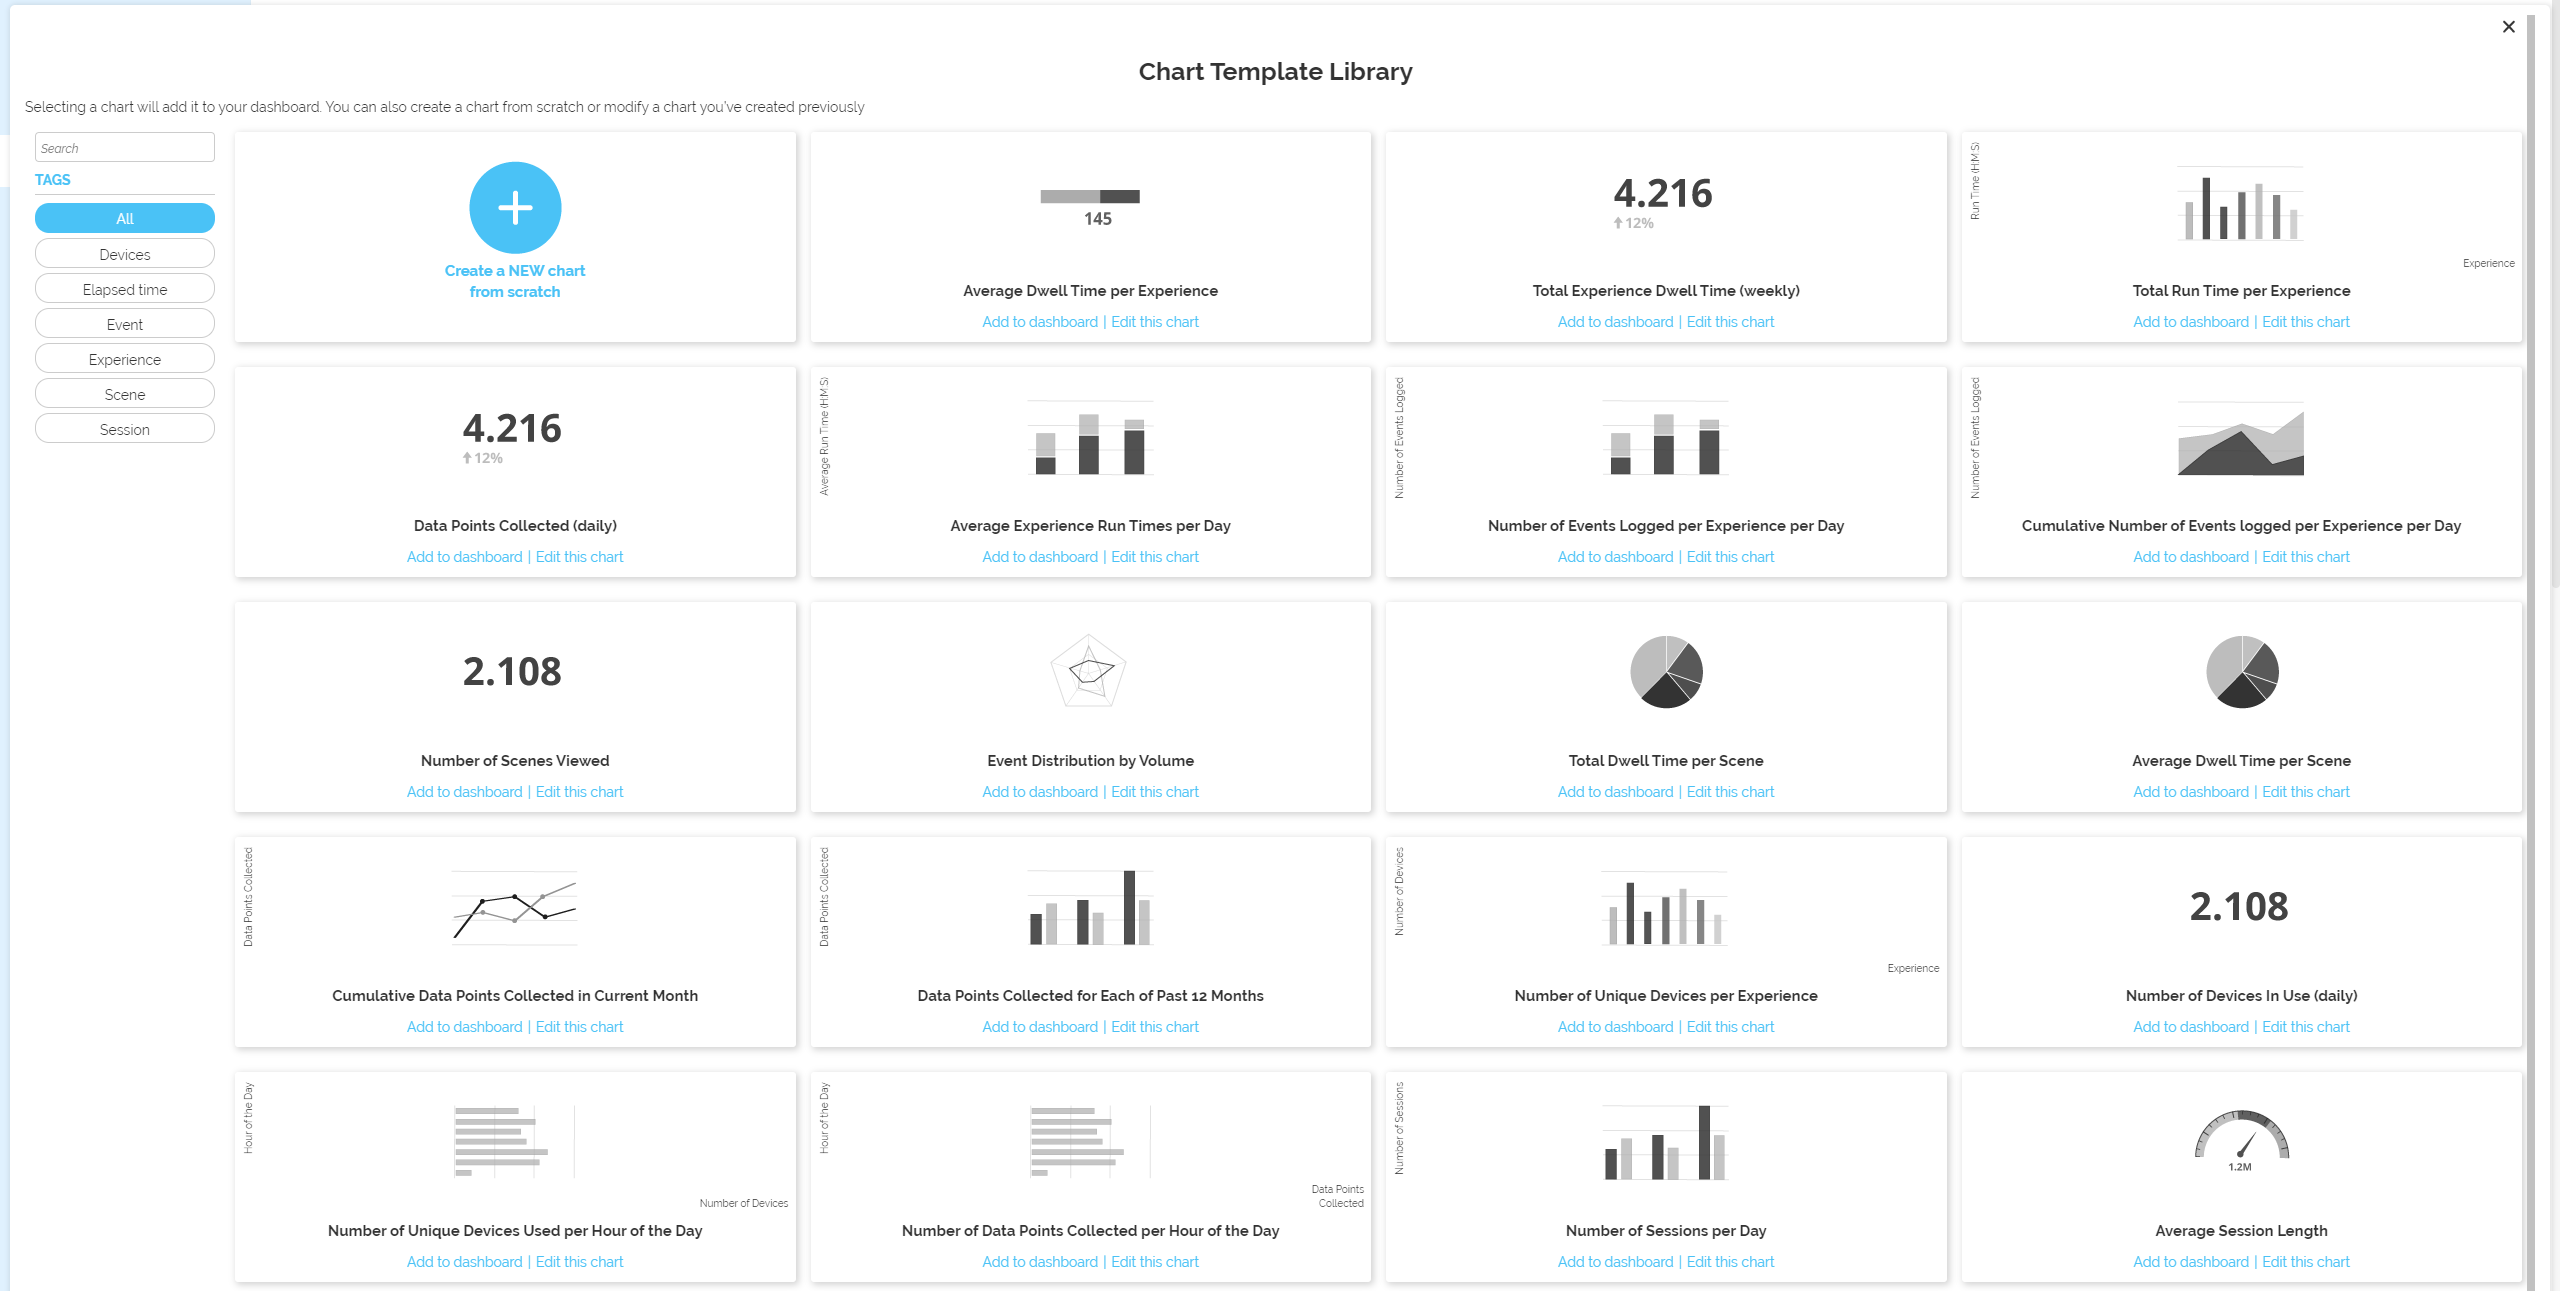 Chart Template Library
Selecting a chart will add it to your dashboard. You can also create a chart from scratch or modify a chart you've created previously
Search
TAGS
All
Devices
Elapsed time
Event
Experience
Scene
Session
Create a NEW chart
from scratch
145
Average Dwell Time per Experience
Add to dashboard | Edit this chart
4.216
12%
Total Experience Dwell Time (weekly)
Add to dashboard | Edit this chart
Run Time (H:M:S)
Experience
Total Run Time per Experience
Add to dashboard | Edit this chart
4.216
12%
Data Points Collected (daily)
Add to dashboard | Edit this chart
Average Run Time (H:M:S)
Average Experience Run Times per Day
Add to dashboard | Edit this chart
Number of Events Logged
Number of Events Logged per Experience per Day
Add to dashboard | Edit this chart
Number of Events Logged
Cumulative Number of Events logged per Experience per Day
Add to dashboard | Edit this chart
2.108
Number of Scenes Viewed
Add to dashboard | Edit this chart
Event Distribution by Volume
Add to dashboard | Edit this chart
Total Dwell Time per Scene
Add to dashboard | Edit this chart
Average Dwell Time per Scene
Add to dashboard | Edit this chart
Data Points Collected
Cumulative Data Points Collected in Current Month
Add to dashboard | Edit this chart
Data Points Collected
Data Points Collected for Each of Past 12 Months
Add to dashboard | Edit this chart
Number of Devices
Experience
Number of Unique Devices per Experience
Add to dashboard | Edit this chart
2.108
Number of Devices In Use (daily)
Add to dashboard | Edit this chart
Hour of the Day
Number of Devices
Number of Unique Devices Used per Hour of the Day
Add to dashboard | Edit this chart
Hour of the Day
Data Points
Collected
Number of Data Points Collected per Hour of the Day
Add to dashboard | Edit this chart
Number of Sessions
Number of Sessions per Day
Add to dashboard | Edit this chart
1.2M
Average Session Length
Add to dashboard | Edit this chart